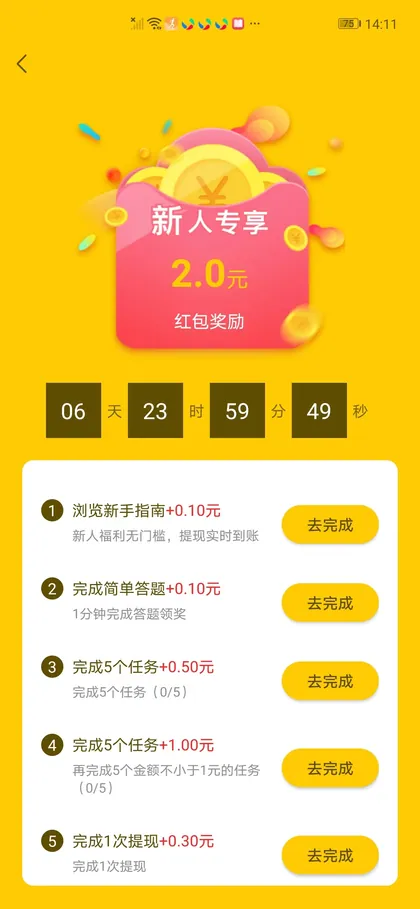 75 14:11
新人专享
2.0元
红包奖励
06 天 23 时 59 分 49 秒
1 浏览新手指南+0.10元
新人福利无门槛，提现实时到账
去完成
2 完成简单答题+0.10元
1分钟完成答题领奖
去完成
3 完成5个任务+0.50元
完成5个任务（0/5）
去完成
4 完成5个任务+1.00元
再完成5个金额不小于1元的任务
（0/5）
去完成
5 完成1次提现+0.30元
完成1次提现
去完成